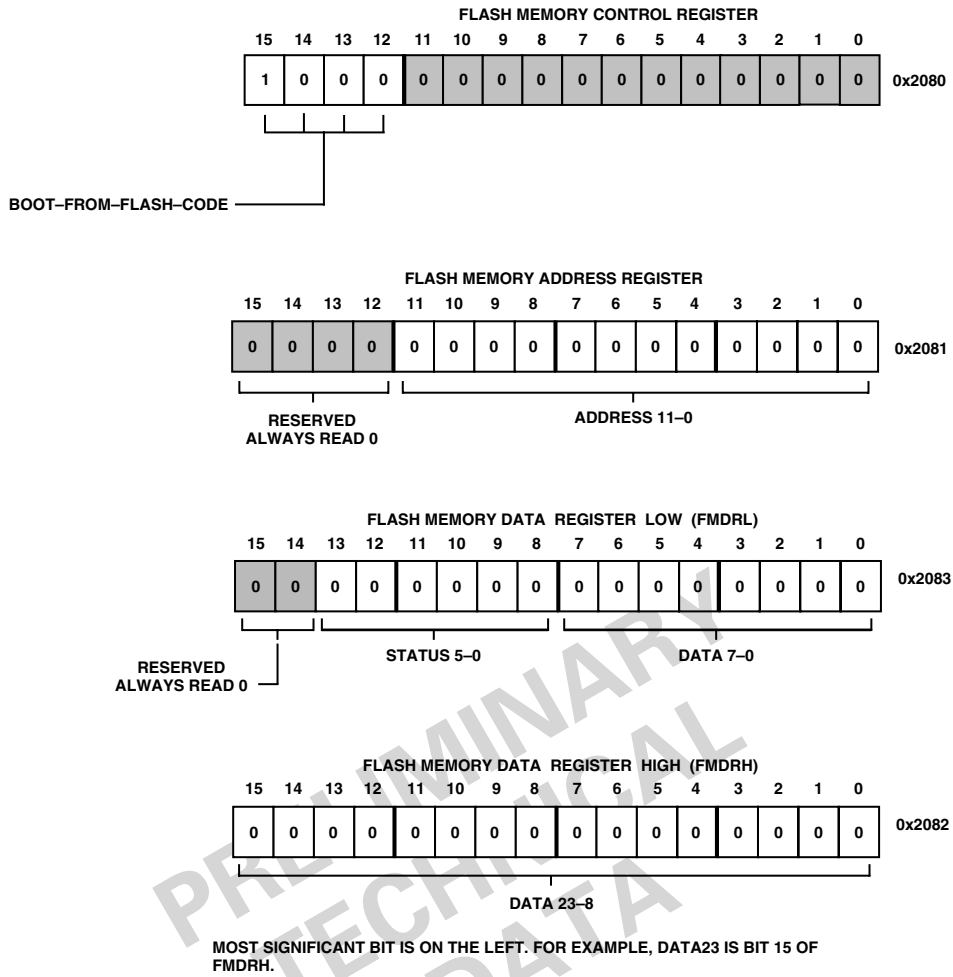 FLASH MEMORY CONTROL REGISTER
15 14 13 12 11 10 9 8 7 6 5 4 3 2 1 0
1 0 0 0 0 0 0 0 0 0 0 0 0 0 0 0 0x2080
BOOT–FROM–FLASH–CODE
FLASH MEMORY ADDRESS REGISTER
15 14 13 12 11 10 9 8 7 6 5 4 3 2 1 0
0 0 0 0 0 0 0 0 0 0 0 0 0 0 0 0 0x2081
RESERVED
ALWAYS READ 0
ADDRESS 11–0
FLASH MEMORY DATA REGISTER LOW (FMDRL)
15 14 13 12 11 10 9 8 7 6 5 4 3 2 1 0
0 0 0 0 0 0 0 0 0 0 0 0 0 0 0 0 0x2083
RESERVED
ALWAYS READ 0
STATUS 5–0
DATA 7–0
FLASH MEMORY DATA REGISTER HIGH (FMDRH)
15 14 13 12 11 10 9 8 7 6 5 4 3 2 1 0
0 0 0 0 0 0 0 0 0 0 0 0 0 0 0 0 0x2082
DATA 23–8
MOST SIGNIFICANT BIT IS ON THE LEFT. FOR EXAMPLE, DATA23 IS BIT 15 OF
FMDRH.
PRELIMINARY
TECHNICAL
DATA